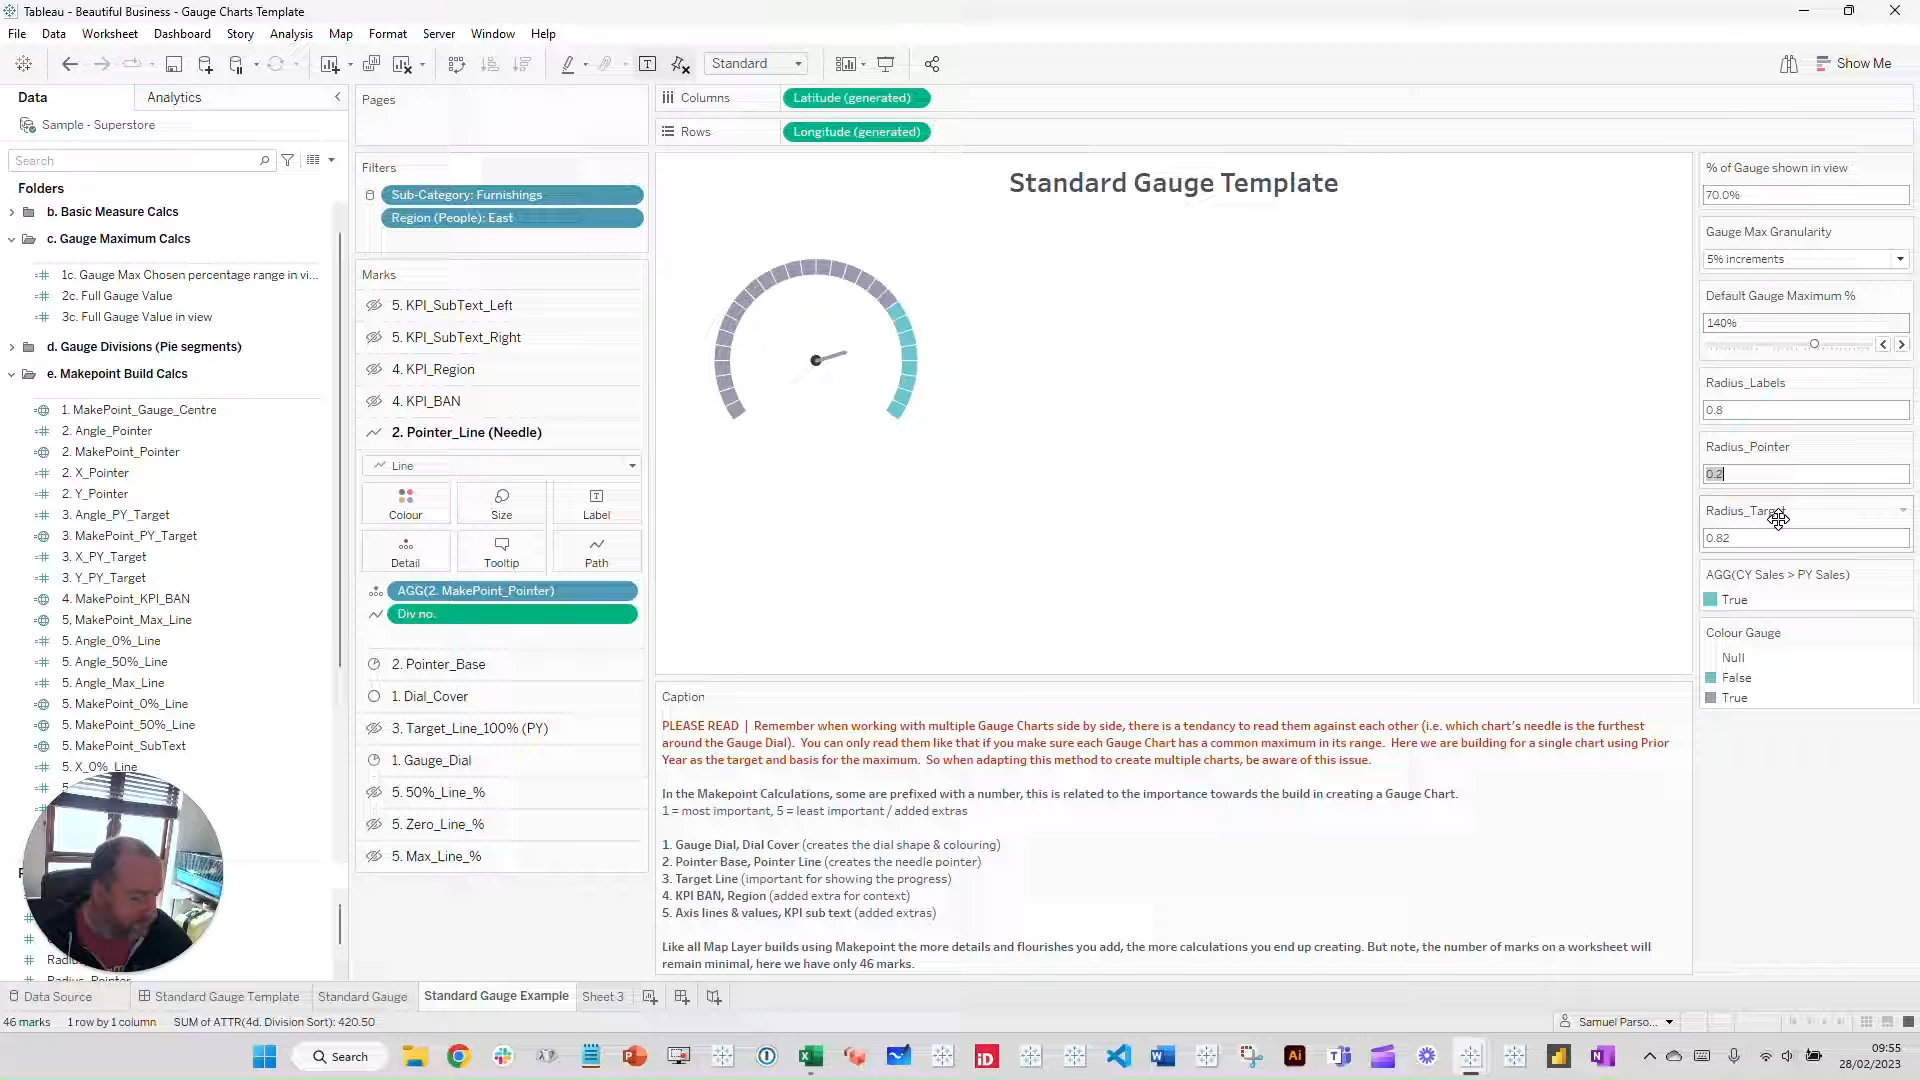 Tableau - Beautiful Business - Gauge Charts Template
File Data Worksheet Dashboard Story Analysis Map Format Server Window Help
Standard
Show Me
Data Analytics
Sample - Superstore
Search
Folders
b. Basic Measure Calcs
c. Gauge Maximum Calcs
1c. Gauge Max Chosen percentage range in vi...
2c. Full Gauge Value
3c. Full Gauge Value in view
d. Gauge Divisions (Pie segments)
e. Makepoint Build Calcs
1. MakePoint_Gauge_Centre
2. Angle_Pointer
2. MakePoint_Pointer
2. X_Pointer
2. Y_Pointer
3. Angle_PY_Target
3. MakePoint_PY_Target
3. X_PY_Target
3. Y_PY_Target
4. MakePoint_KPI_BAN
5, MakePoint_Max_Line
5. Angle_0%_Line
5. Angle_50%_Line
5. Angle_Max_Line
5. MakePoint_0%_Line
5. MakePoint_50%_Line
5. MakePoint_SubText
5. X_0%_Line
Pages
Filters
Sub-Category: Furnishings
Region (People): East
Marks
5. KPI_SubText_Left
5. KPI_SubText_Right
4. KPI_Region
4. KPI_BAN
2. Pointer_Line (Needle)
Line
Colour Size Label
Detail Tooltip Path
AGG(2. MakePoint_Pointer)
Div no.
2. Pointer_Base
1. Dial_Cover
3. Target_Line_100% (PY)
1. Gauge_Dial
5. 50%_Line_%
5. Zero_Line_%
5. Max_Line_%
Columns Latitude (generated)
Rows Longitude (generated)
Standard Gauge Template
Caption
PLEASE READ | Remember when working with multiple Gauge Charts side by side, there is a tendency to read them against each other (i.e. which chart's needle is the furthest
around the Gauge Dial). You can only read them like that if you make sure each Gauge Chart has a common maximum in its range. Here we are building for a single chart using Prior
Year as the target and basis for the maximum. So when adapting this method to create multiple charts, be aware of this issue.
In the Makepoint Calculations, some are prefixed with a number, this is related to the importance towards the build in creating a Gauge Chart.
1 = most important, 5 = least important / added extras
1. Gauge Dial, Dial Cover (creates the dial shape & colouring)
2. Pointer Base, Pointer Line (creates the needle pointer)
3. Target Line (important for showing the progress)
4. KPI BAN, Region (added extra for context)
5. Axis lines & values, KPI sub text (added extras)
Like all Map Layer builds using Makepoint the more details and flourishes you add, the more calculations you end up creating. But note, the number of marks on a worksheet will
remain minimal, here we have only 46 marks.
% of Gauge shown in view
70.0%
Gauge Max Granularity
5% increments
Default Gauge Maximum %
140%
Radius_Labels
0.8
Radius_Pointer
0.2
Radius_Target
0.82
AGG(CY Sales > PY Sales)
True
Colour Gauge
Null
False
True
Data Source Standard Gauge Template Standard Gauge Standard Gauge Example Sheet 3
46 marks 1 row by 1 column SUM of ATTR(4d. Division Sort): 420.50
Samuel Parso...
Search
09:55
28/02/2023